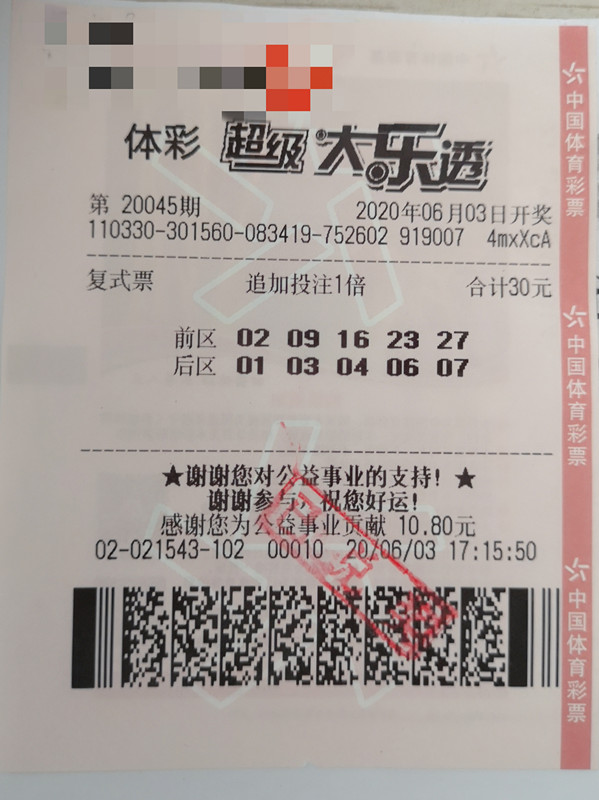 体彩 超级大乐透
第 20045期 2020年06月03日开奖
110330-301560-083419-752602 919007 4mxXcA
复式票 追加投注1倍 合计30元
前区 02 09 16 23 27
后区 01 03 04 06 07
★谢谢您对公益事业的支持!★
谢谢参与,祝您好运!
感谢您为公益事业贡献 10.80元
02-021543-102 00010 20/06/03 17:15:50
中国体育彩票
中国体育彩票
中国体育彩票